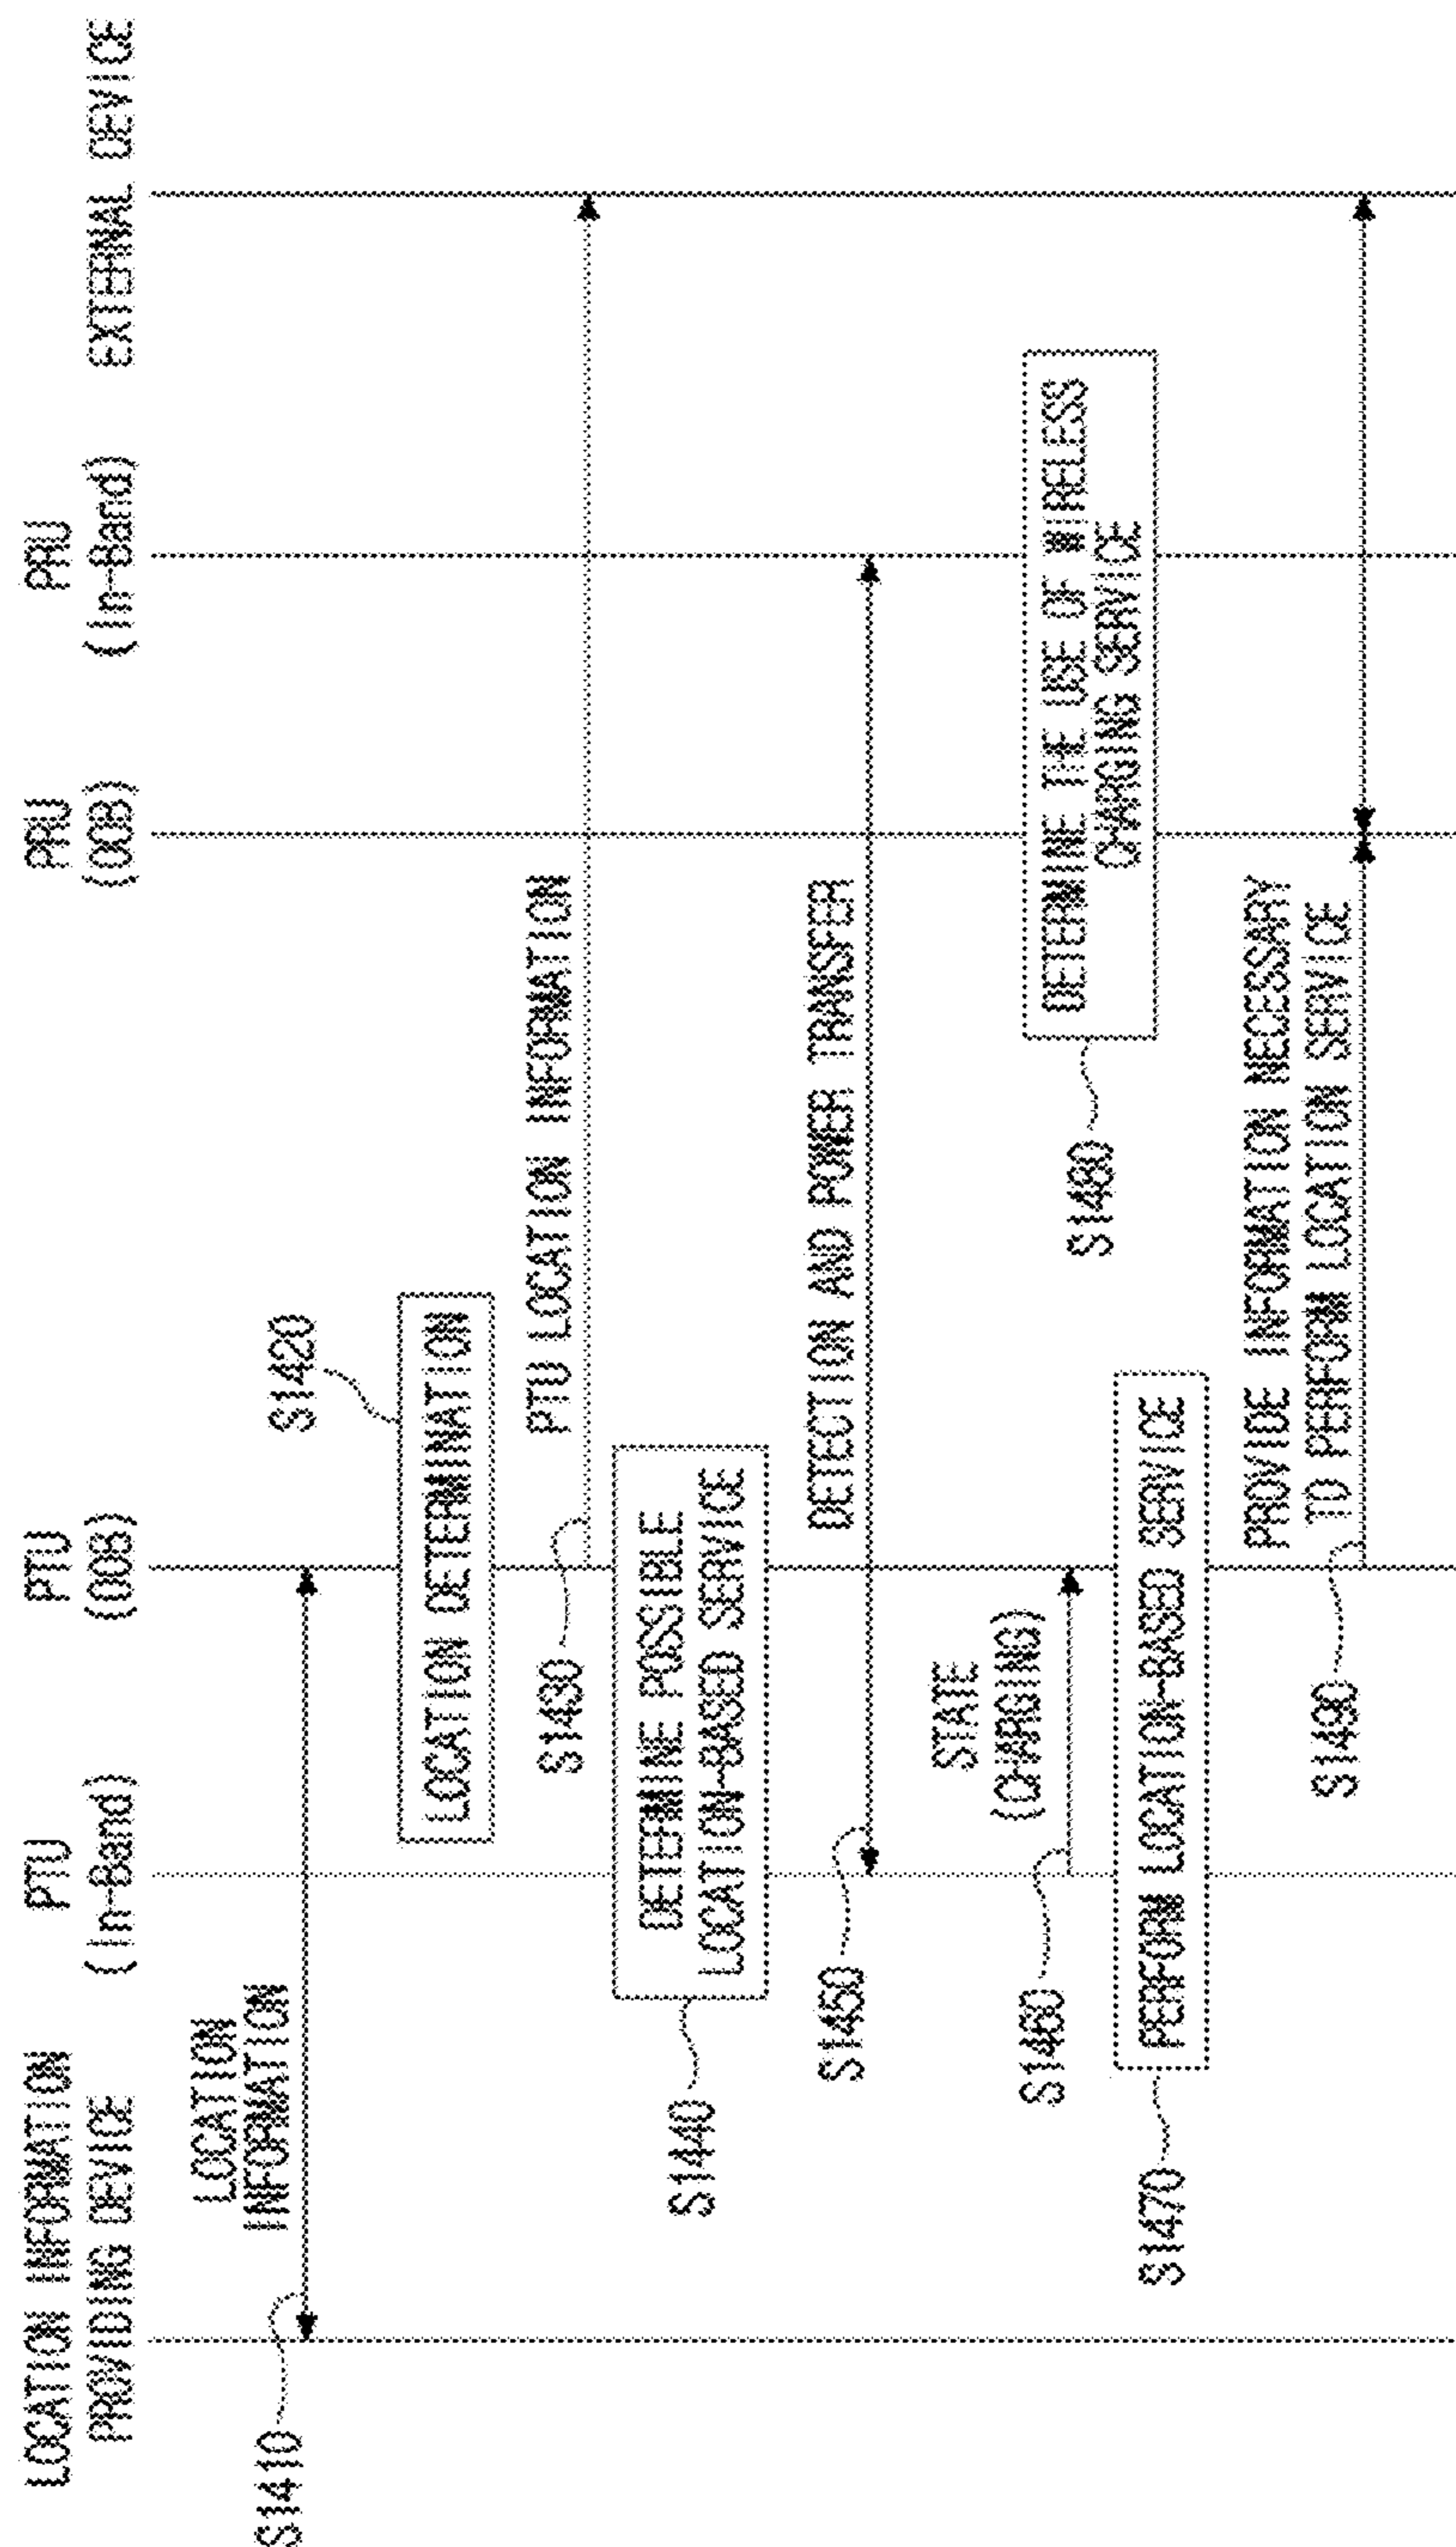 LOCATION INFORMATION
PROVIDING DEVICE
PTU
(In-Band)
PTU
(OOB)
PRU
(OOB)
PRU
(In-Band)
EXTERNAL DEVICE
S1410
LOCATION
INFORMATION
S1420
LOCATION DETERMINATION
S1430
PTU LOCATION INFORMATION
S1440
DETERMINE POSSIBLE
LOCATION-BASED SERVICE
S1450
DETECTION AND POWER TRANSFER
S1460
STATE
(CHARGING)
S1480
DETERMINE THE USE OF WIRELESS
CHARGING SERVICE
S1470
PERFORM LOCATION-BASED SERVICE
S1490
PROVIDE INFORMATION NECESSARY
TO PERFORM LOCATION SERVICE